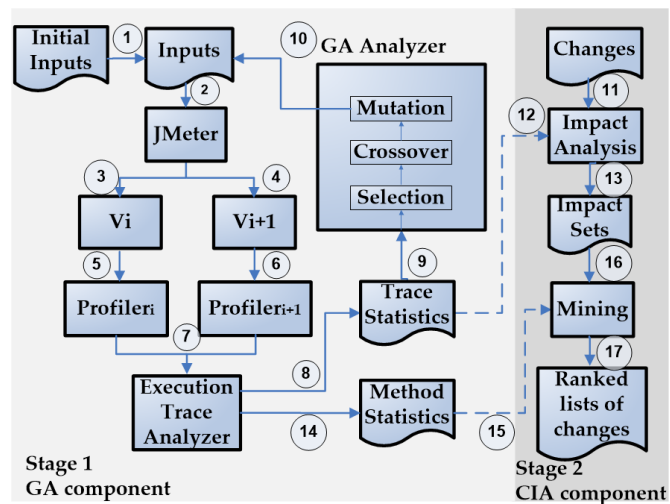 Initial
Inputs
1
Inputs
2
JMeter
3
4
Vi
Vi+1
5
6
Profileri
Profileri+1
7
Execution
Trace
Analyzer
8
14
10
GA Analyzer
Mutation
Crossover
Selection
9
Trace
Statistics
Method
Statistics
12
15
Changes
11
Impact
Analysis
13
Impact
Sets
16
Mining
17
Ranked
lists of
changes
Stage 1
GA component
Stage 2
CIA component